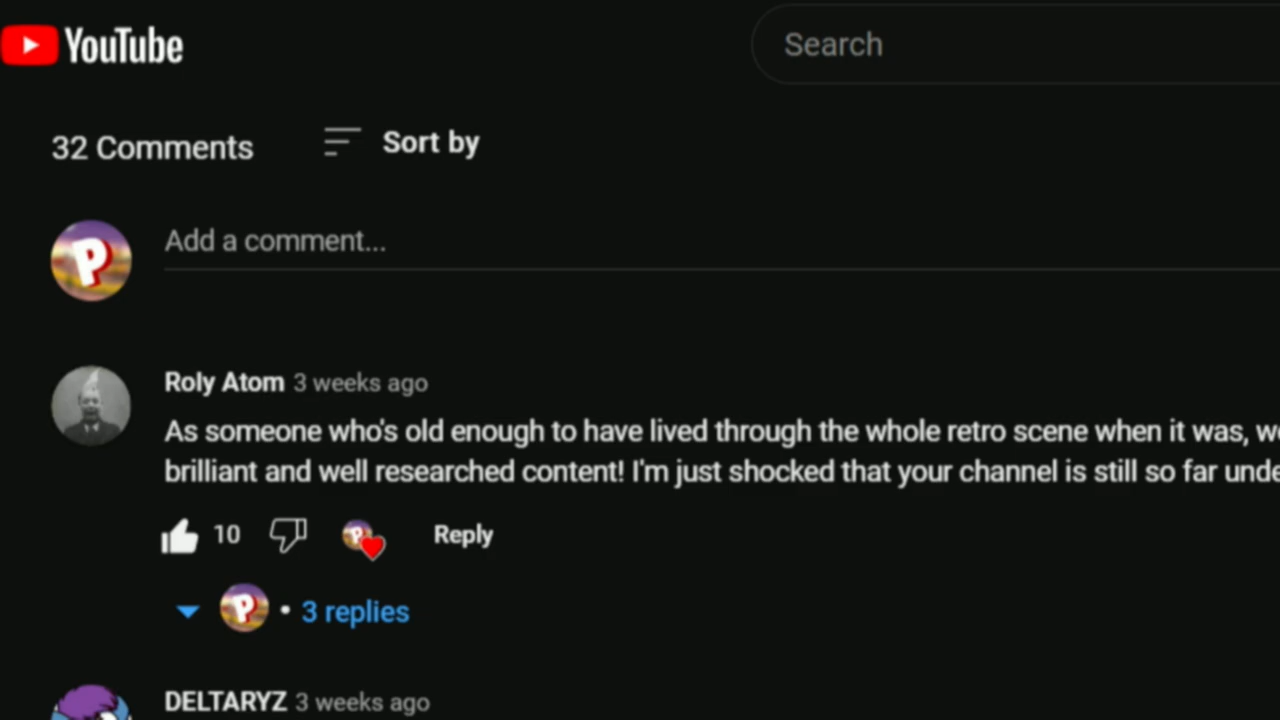 YouTube
Search
32 Comments
Sort by
P
Add a comment...
Roly Atom 3 weeks ago
As someone who's old enough to have lived through the whole retro scene when it was, 
brilliant and well researched content! I'm just shocked that your channel is still so far
10
P
Reply
P • 3 replies
DELTARYZ 3 weeks ago